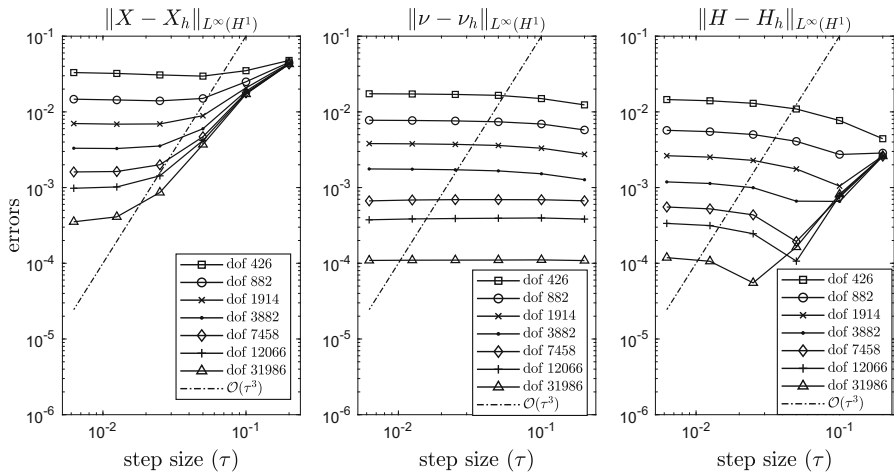 ‖X − X_h‖_{L^∞(H^1)}
errors
10^{-1}
10^{-2}
10^{-3}
10^{-4}
10^{-5}
10^{-6}
dof 426
dof 882
dof 1914
dof 3882
dof 7458
dof 12066
dof 31986
𝒪(τ^3)
10^{-2}
10^{-1}
step size (τ)
‖ν − ν_h‖_{L^∞(H^1)}
10^{-1}
10^{-2}
10^{-3}
10^{-4}
10^{-5}
10^{-6}
dof 426
dof 882
dof 1914
dof 3882
dof 7458
dof 12066
dof 31986
𝒪(τ^3)
10^{-2}
10^{-1}
step size (τ)
‖H − H_h‖_{L^∞(H^1)}
10^{-1}
10^{-2}
10^{-3}
10^{-4}
10^{-5}
10^{-6}
dof 426
dof 882
dof 1914
dof 3882
dof 7458
dof 12066
dof 31986
𝒪(τ^3)
10^{-2}
10^{-1}
step size (τ)